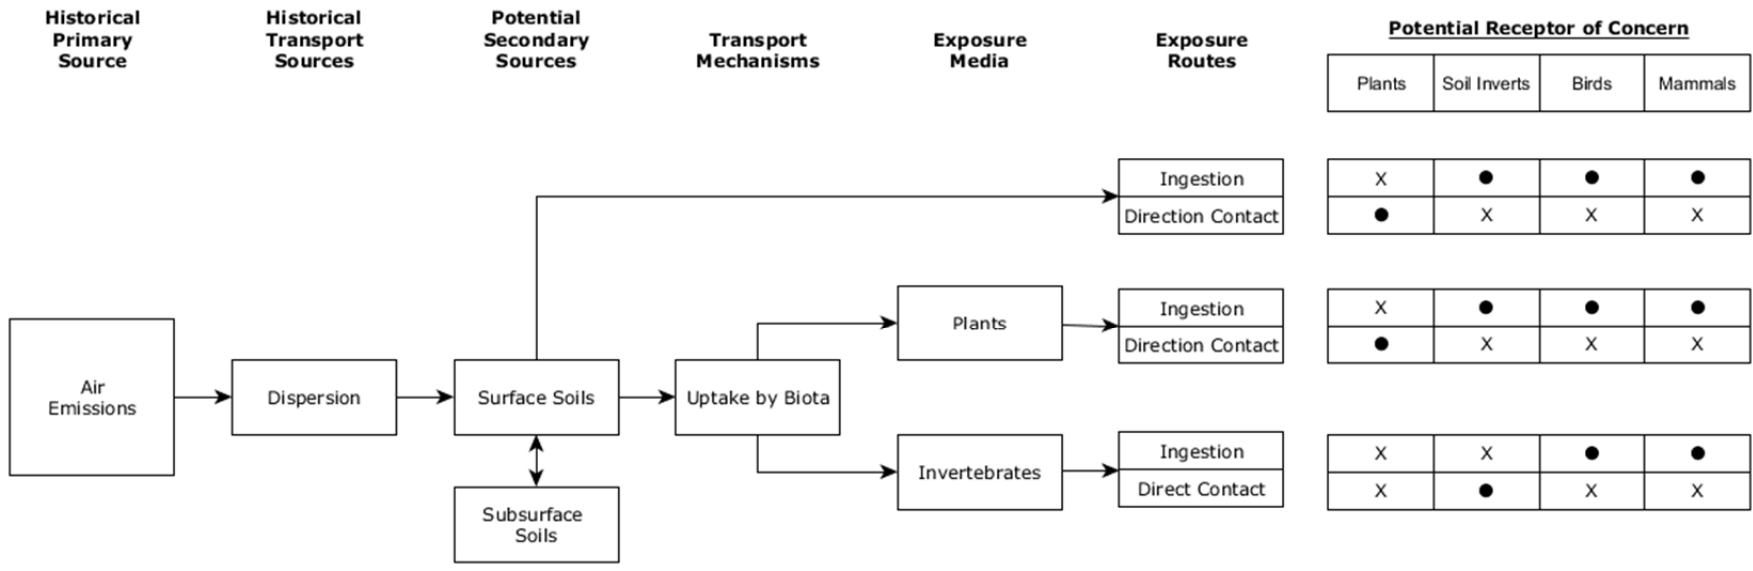 Historical
Primary
Source
Historical
Transport
Sources
Potential
Secondary
Sources
Transport
Mechanisms
Exposure
Media
Exposure
Routes
Potential Receptor of Concern
Plants
Soil Inverts
Birds
Mammals
Ingestion
X ● ● ●
Direction Contact
● X X X
Plants
Ingestion
X ● ● ●
Direction Contact
● X X X
Air
Emissions
Dispersion
Surface Soils
Uptake by Biota
Invertebrates
Ingestion
X X ● ●
Direct Contact
X ● X X
Subsurface
Soils